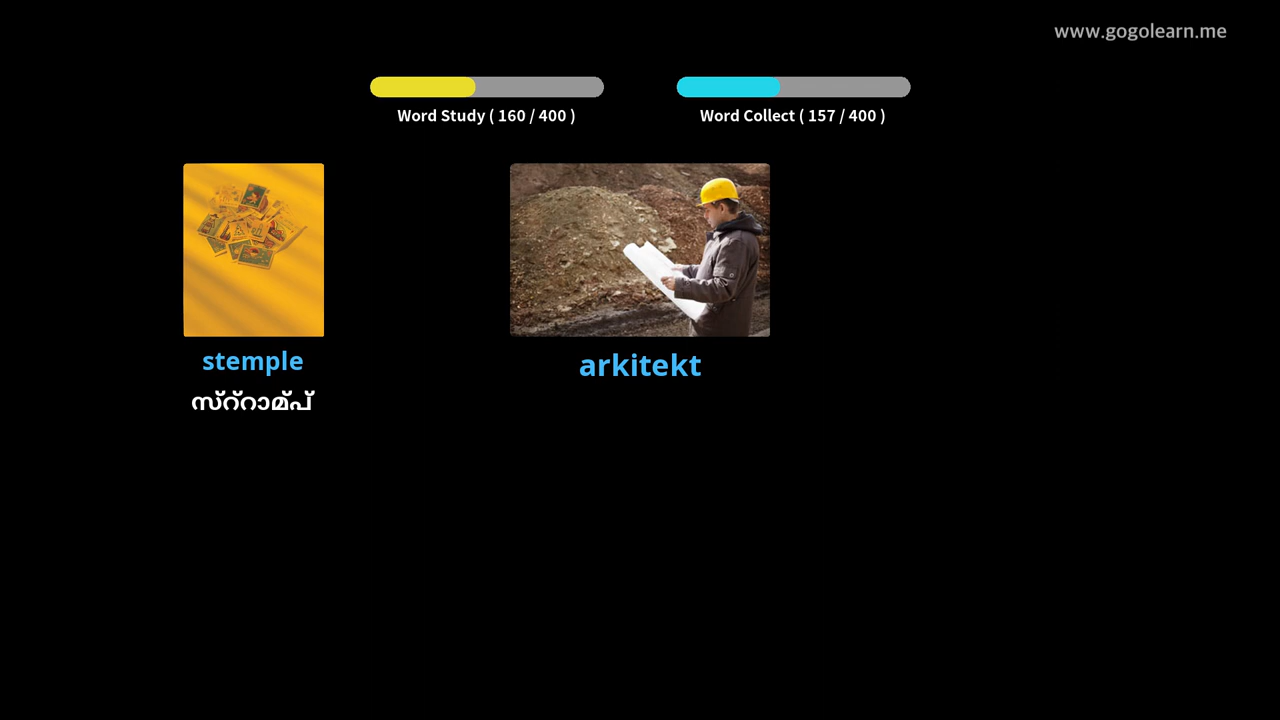 www.gogolearn.me
Word Study ( 160 / 400 )
Word Collect ( 157 / 400 )
stemple
സ്റ്റാമ്പ്
arkitekt